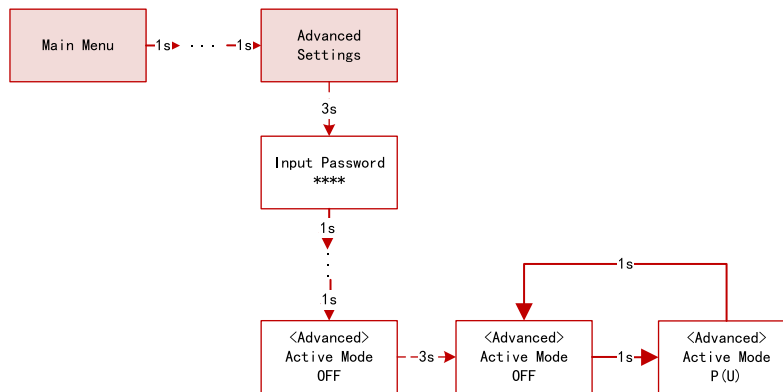 Main Menu
1s
. . .
1s
Advanced
Settings
3s
Input Password
****
1s
. . .
1s
<Advanced>
Active Mode
OFF
3s
<Advanced>
Active Mode
OFF
1s
1s
<Advanced>
Active Mode
P(U)